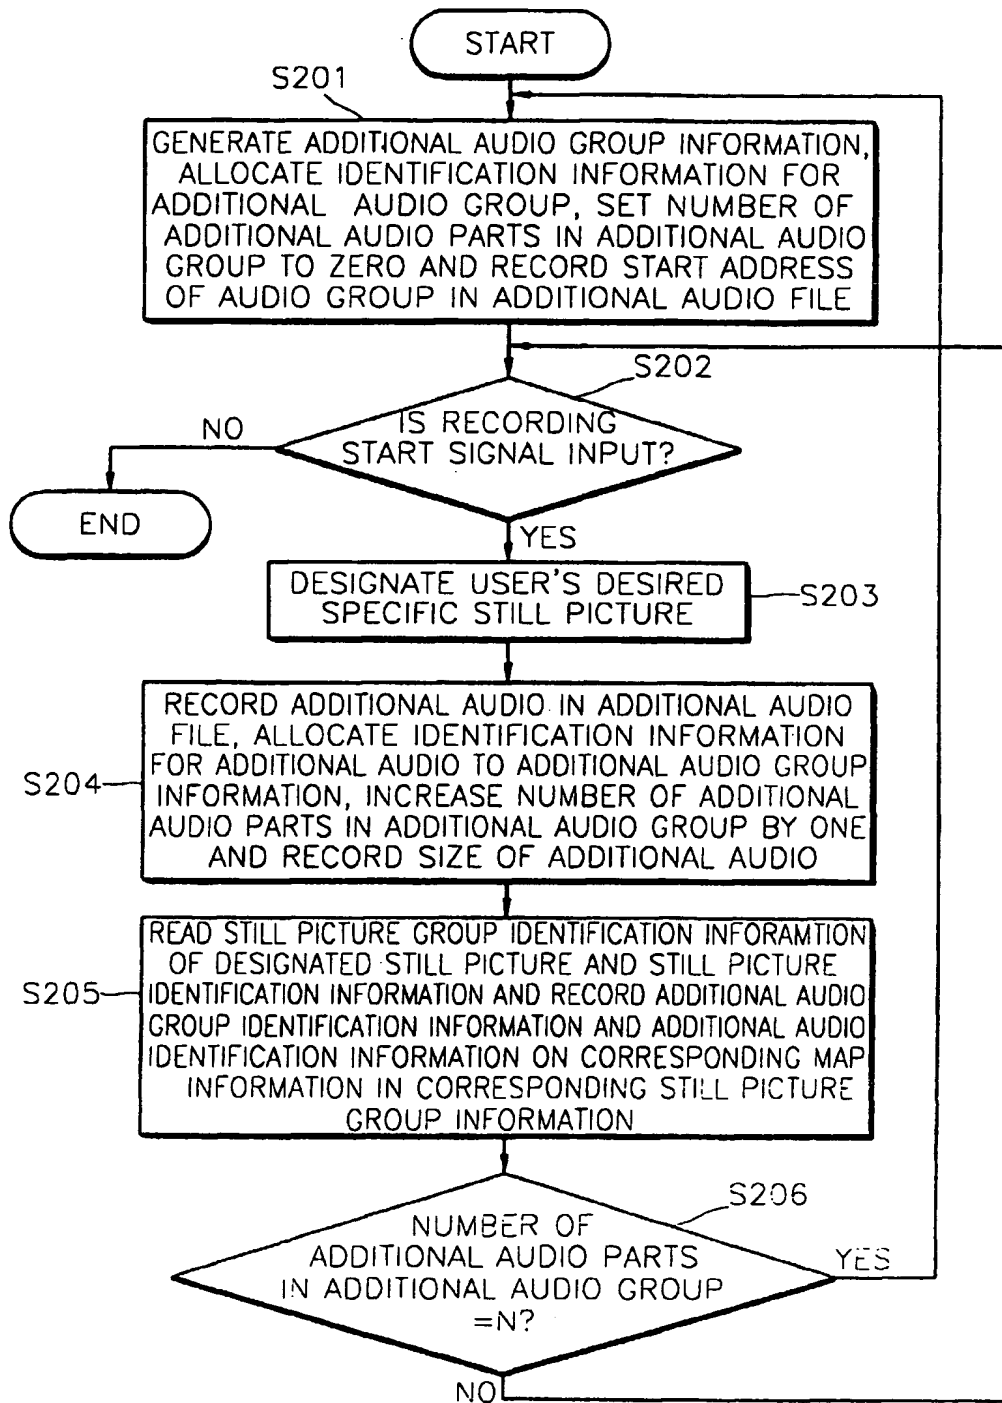 START
S201
GENERATE ADDITIONAL AUDIO GROUP INFORMATION,
ALLOCATE IDENTIFICATION INFORMATION FOR
ADDITIONAL AUDIO GROUP, SET NUMBER OF
ADDITIONAL AUDIO PARTS IN ADDITIONAL AUDIO
GROUP TO ZERO AND RECORD START ADDRESS
OF AUDIO GROUP IN ADDITIONAL AUDIO FILE
S202
IS RECORDING
START SIGNAL INPUT?
NO
END
YES
DESIGNATE USER'S DESIRED
SPECIFIC STILL PICTURE
S203
RECORD ADDITIONAL AUDIO IN ADDITIONAL AUDIO
FILE, ALLOCATE IDENTIFICATION INFORMATION
FOR ADDITIONAL AUDIO TO ADDITIONAL AUDIO GROUP
INFORMATION, INCREASE NUMBER OF ADDITIONAL
AUDIO PARTS IN ADDITIONAL AUDIO GROUP BY ONE
AND RECORD SIZE OF ADDITIONAL AUDIO
S204
READ STILL PICTURE GROUP IDENTIFICATION INFORAMTION
OF DESIGNATED STILL PICTURE AND STILL PICTURE
IDENTIFICATION INFORMATION AND RECORD ADDITIONAL AUDIO
GROUP IDENTIFICATION INFORMATION AND ADDITIONAL AUDIO
IDENTIFICATION INFORMATION ON CORRESPONDING MAP
INFORMATION IN CORRESPONDING STILL PICTURE
GROUP INFORMATION
S205
S206
NUMBER OF
ADDITIONAL AUDIO PARTS
IN ADDITIONAL AUDIO GROUP
=N?
YES
NO